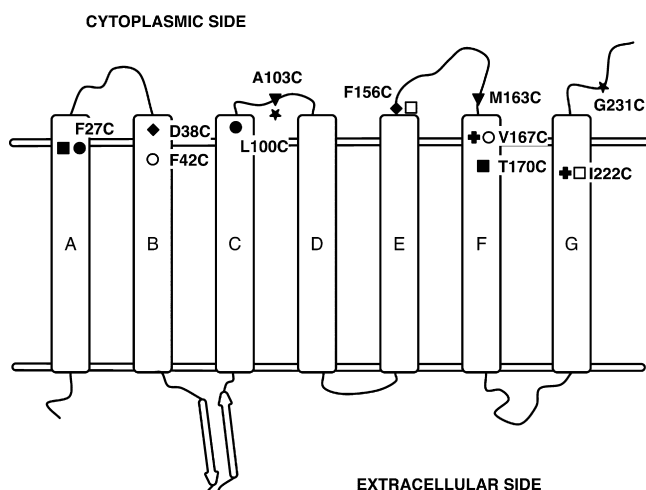 CYTOPLASMIC SIDE
A103C
F156C
M163C
G231C
F27C
D38C
L100C
V167C
F42C
T170C
I222C
A
B
C
D
E
F
G
EXTRACELLULAR SIDE